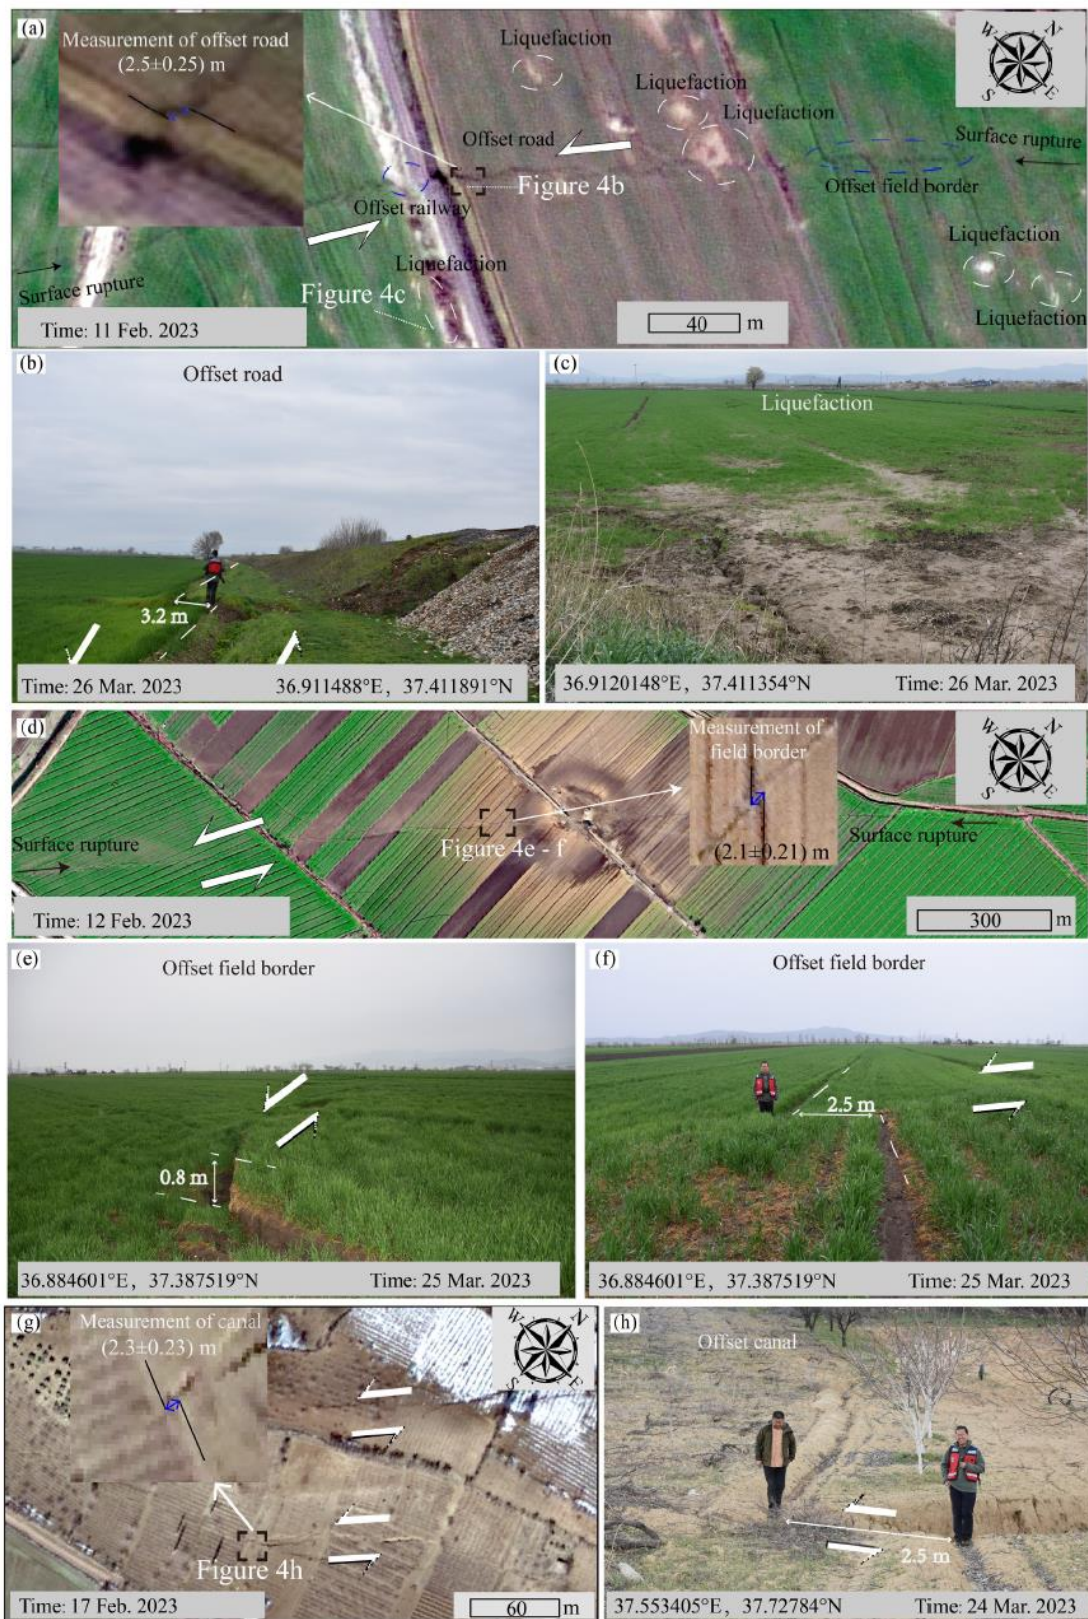 (a)
Measurement of offset road
(2.5±0.25) m
Liquefaction
Liquefaction
Liquefaction
W
N
S
E
Offset road
Surface rupture
Figure 4b
Offset field border
Offset railway
Liquefaction
Liquefaction
Surface rupture
Figure 4c
Liquefaction
Time: 11 Feb. 2023
40 m
(b)
Offset road
3.2 m
Time: 26 Mar. 2023
36.911488°E, 37.411891°N
(c)
Liquefaction
36.9120148°E, 37.411354°N
Time: 26 Mar. 2023
(d)
Measurement of
field border
W
N
S
E
Surface rupture
Surface rupture
Figure 4e - f
(2.1±0.21) m
Time: 12 Feb. 2023
300 m
(e)
Offset field border
0.8 m
36.884601°E, 37.387519°N
Time: 25 Mar. 2023
(f)
Offset field border
2.5 m
36.884601°E, 37.387519°N
Time: 25 Mar. 2023
(g)
Measurement of canal
(2.3±0.23) m
W
N
S
E
Figure 4h
Time: 17 Feb. 2023
60 m
(h)
Offset canal
2.5 m
37.553405°E, 37.72784°N
Time: 24 Mar. 2023